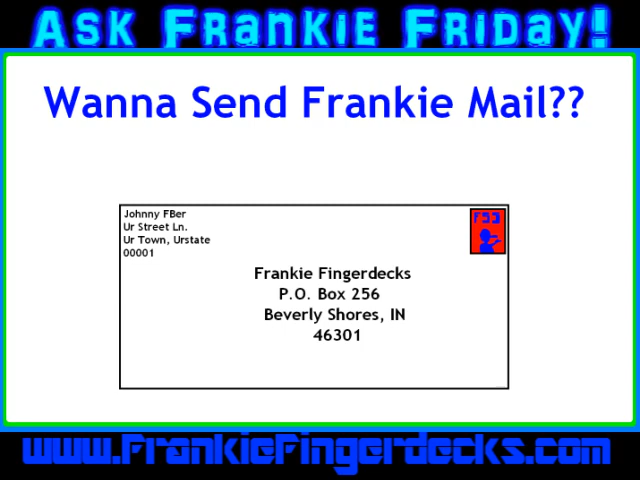 Ask Frankie Friday!
Wanna Send Frankie Mail??
Johnny FBer
Ur Street Ln.
Ur Town, Urstate
00001
Frankie Fingerdecks
P.O. Box 256
Beverly Shores, IN
46301
www.FrankieFingerdecks.com